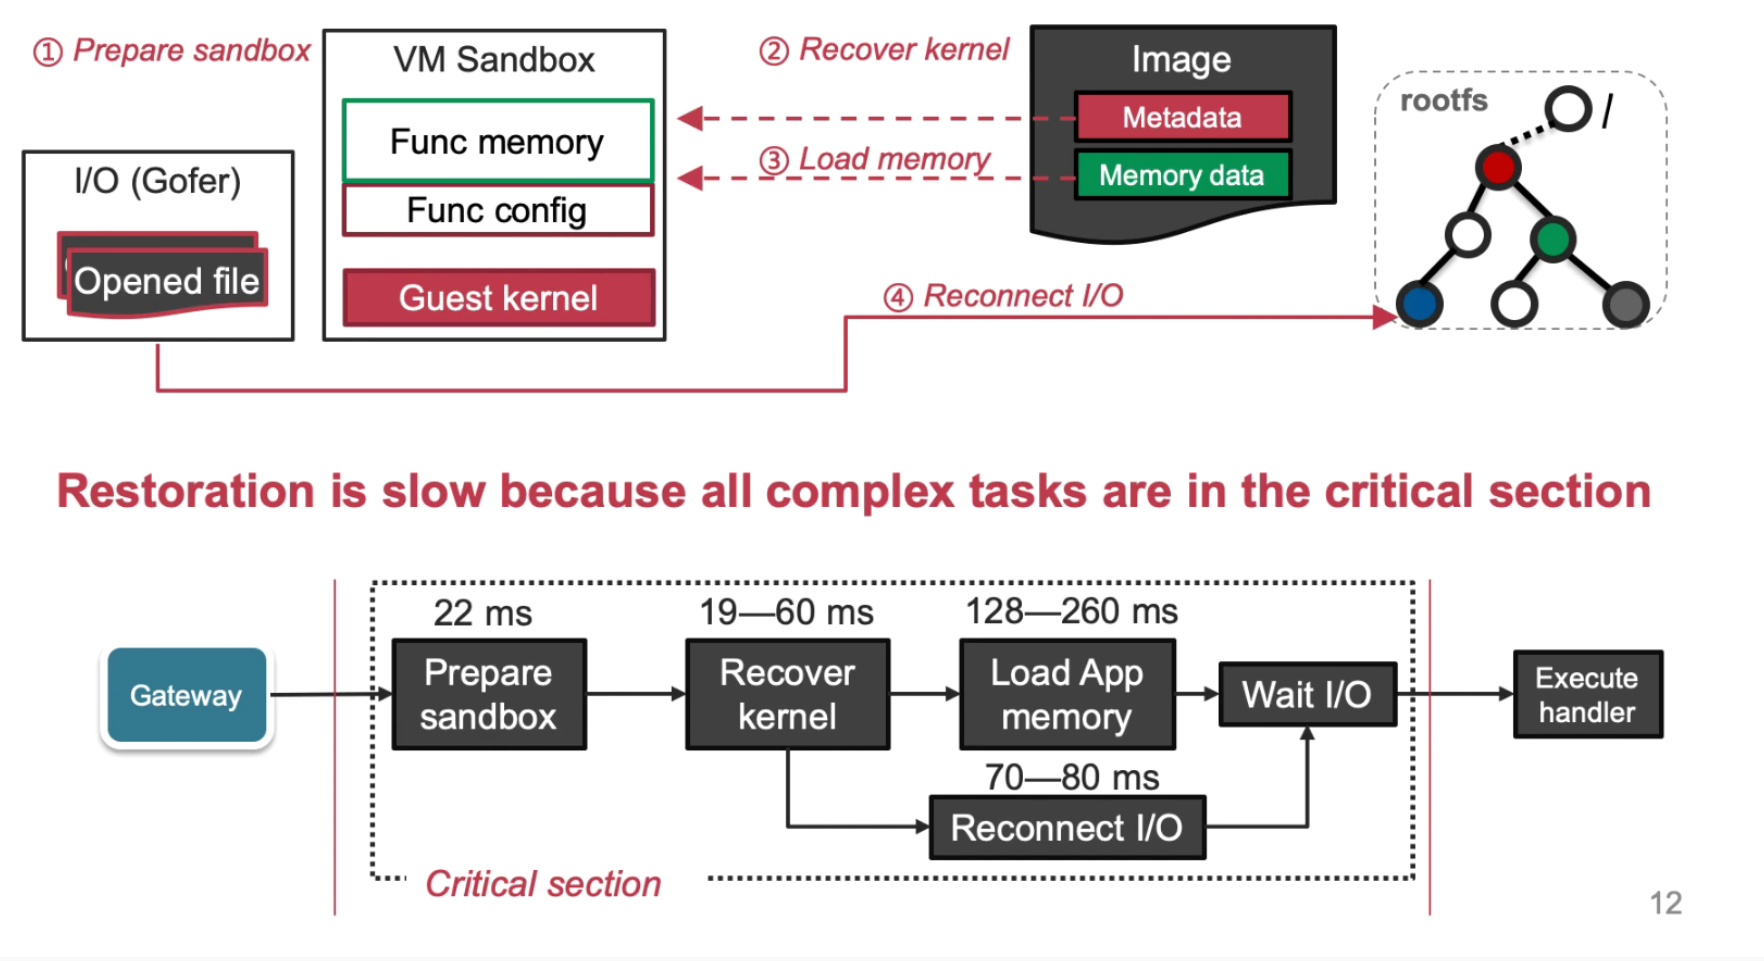 ① Prepare sandbox
VM Sandbox
② Recover kernel
Image
rootfs
/
Func memory
Metadata
③ Load memory
Memory data
I/O (Gofer)
Func config
Opened file
Guest kernel
④ Reconnect I/O
Restoration is slow because all complex tasks are in the critical section
22 ms
19—60 ms
128—260 ms
Gateway
Prepare
sandbox
Recover
kernel
Load App
memory
Wait I/O
Execute
handler
70—80 ms
Reconnect I/O
Critical section
12